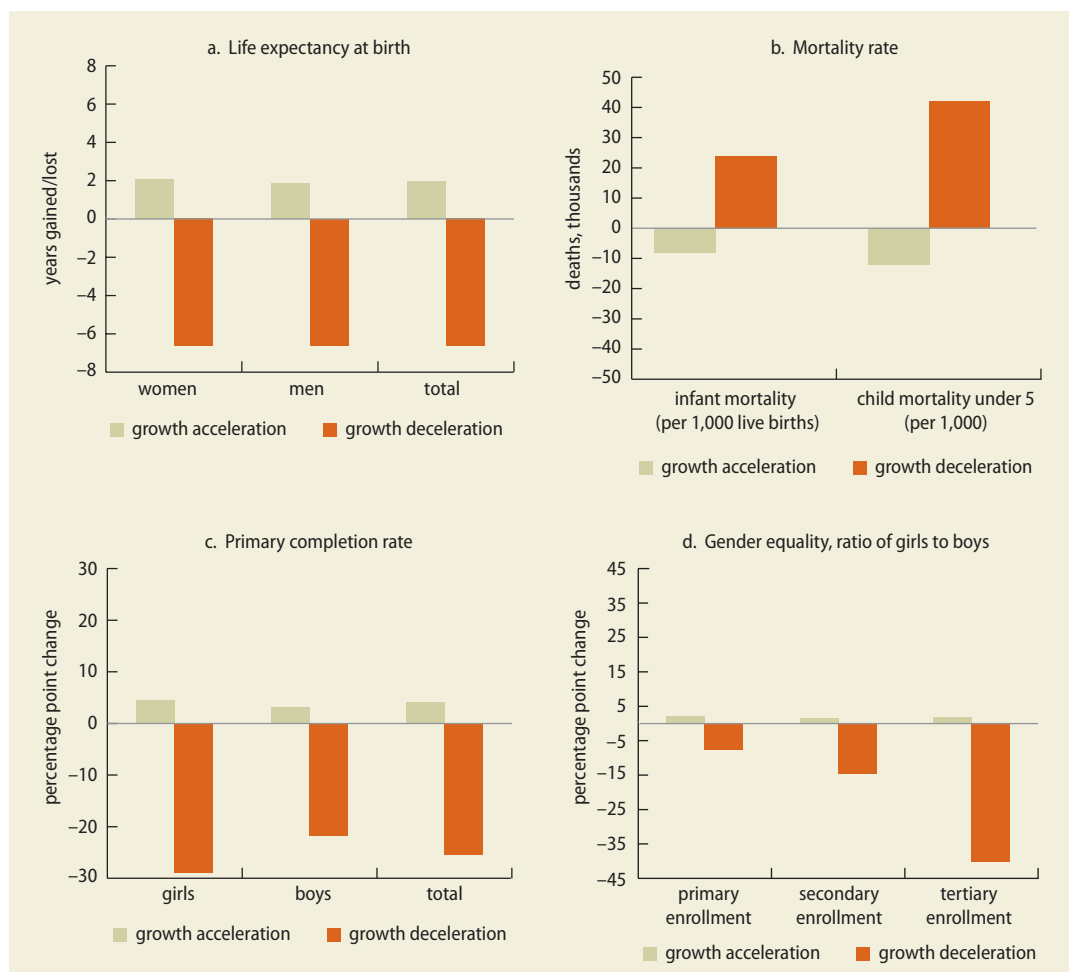 a. Life expectancy at birth
years gained/lost
8
6
4
2
0
–2
–4
–6
–8
women
men
total
growth acceleration
growth deceleration
b. Mortality rate
deaths, thousands
50
40
30
20
10
0
–10
–20
–30
–40
–50
infant mortality
(per 1,000 live births)
child mortality under 5
(per 1,000)
growth acceleration
growth deceleration
c. Primary completion rate
percentage point change
30
20
10
0
–10
–20
–30
girls
boys
total
growth acceleration
growth deceleration
d. Gender equality, ratio of girls to boys
percentage point change
45
35
25
15
5
–5
–15
–25
–35
–45
primary
enrollment
secondary
enrollment
tertiary
enrollment
growth acceleration
growth deceleration